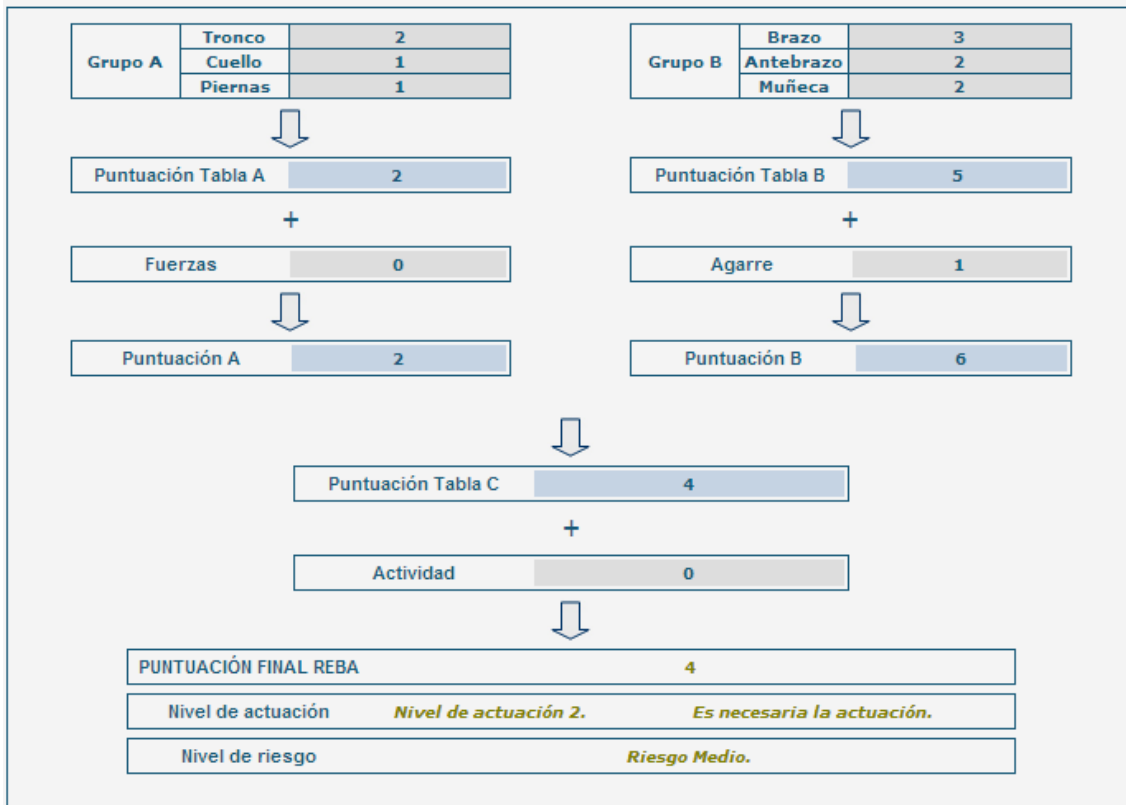 Grupo A
Tronco 2
Cuello 1
Piernas 1
Grupo B
Brazo 3
Antebrazo 2
Muñeca 2
Puntuación Tabla A 2
Puntuación Tabla B 5
+
+
Fuerzas 0
Agarre 1
Puntuación A 2
Puntuación B 6
Puntuación Tabla C 4
+
Actividad 0
PUNTUACIÓN FINAL REBA 4
Nivel de actuación Nivel de actuación 2. Es necesaria la actuación.
Nivel de riesgo Riesgo Medio.